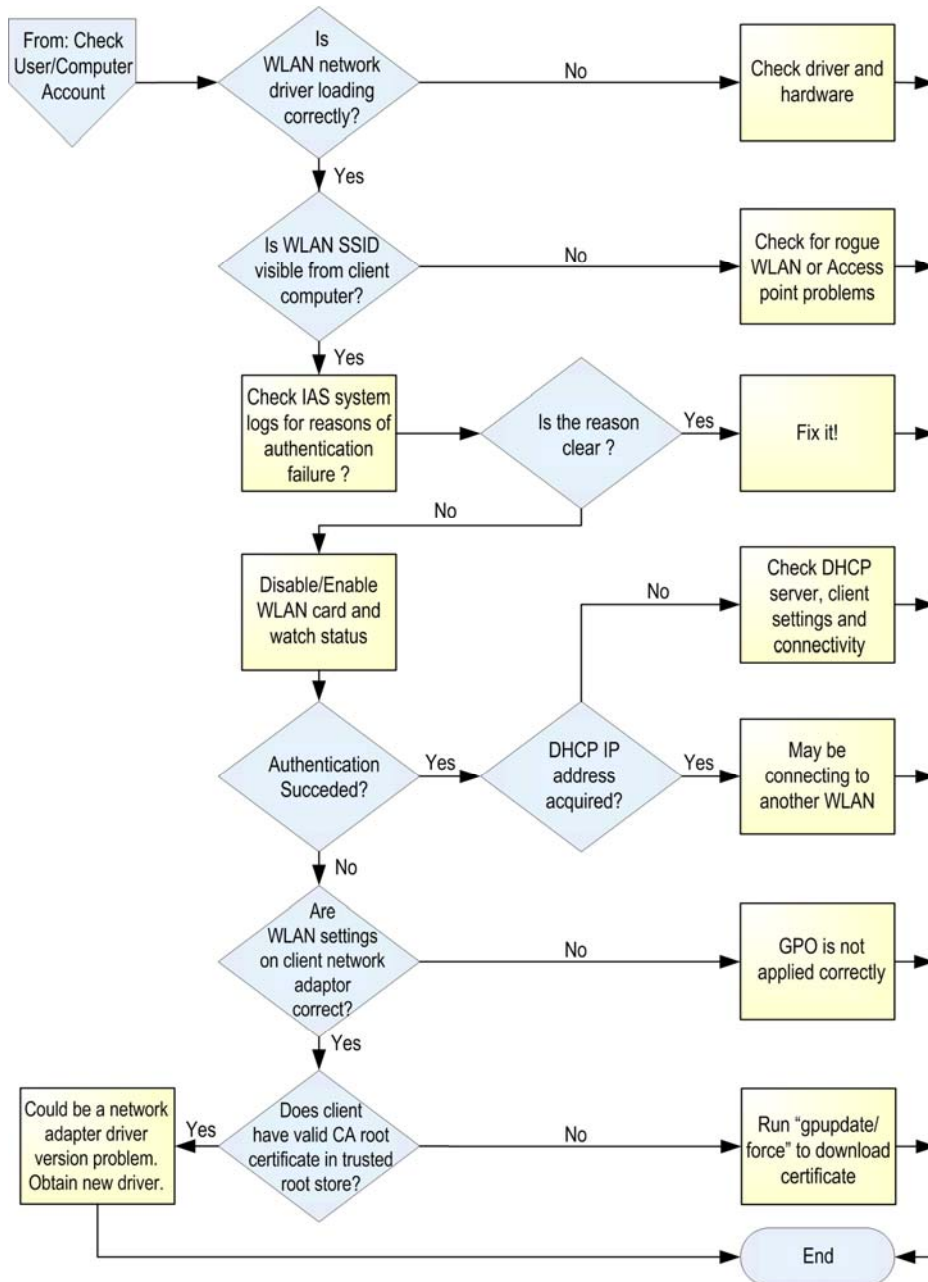 From: Check
User/Computer
Account
Is
WLAN network
driver loading
correctly?
No
Check driver and
hardware
Yes
Is WLAN SSID
visible from client
computer?
No
Check for rogue
WLAN or Access
point problems
Yes
Check IAS system
logs for reasons of
authentication
failure ?
Is the reason
clear ?
Yes
Fix it!
No
Disable/Enable
WLAN card and
watch status
No
Check DHCP
server, client
settings and
connectivity
Authentication
Succeded?
Yes
DHCP IP
address
acquired?
Yes
May be
connecting to
another WLAN
No
Are
WLAN settings
on client network
adaptor
correct?
No
GPO is not
applied correctly
Yes
Could be a network
adapter driver
version problem.
Obtain new driver.
Yes
Does client
have valid CA root
certificate in trusted
root store?
No
Run “gpupdate/
force” to download
certificate
End